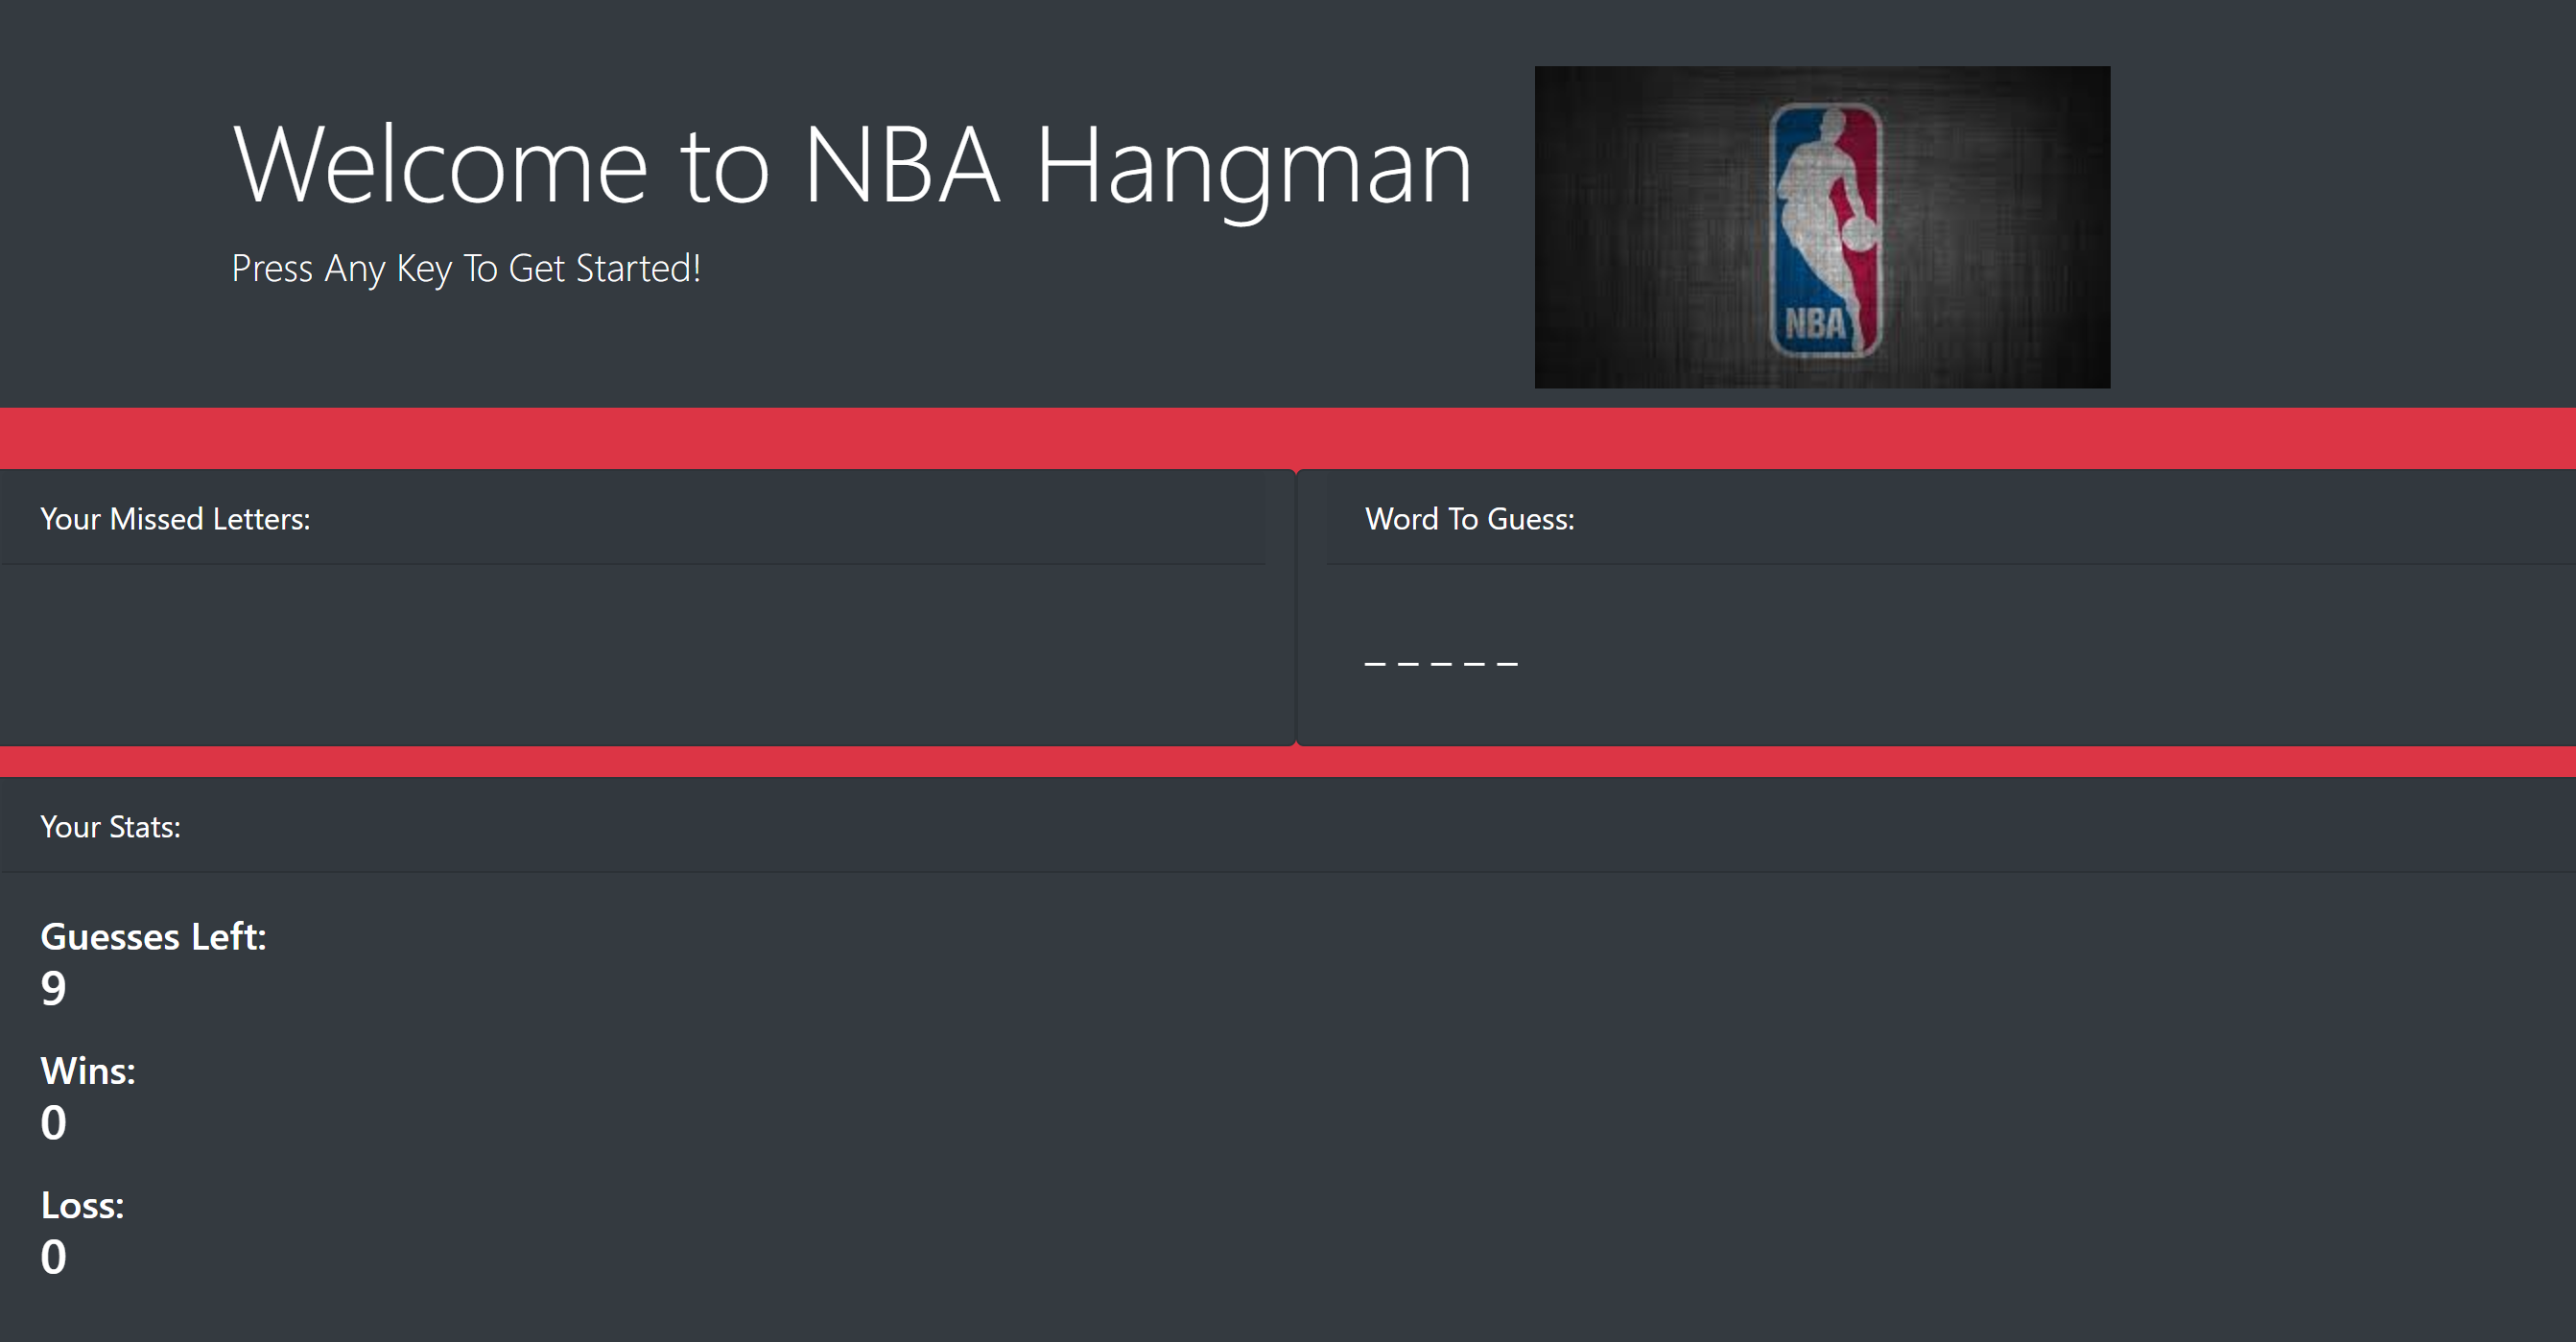 Welcome to NBA Hangman
Press Any Key To Get Started!
NBA
Your Missed Letters:
Word To Guess:
_ _ _ _ _
Your Stats:
Guesses Left:
9
Wins:
0
Loss:
0